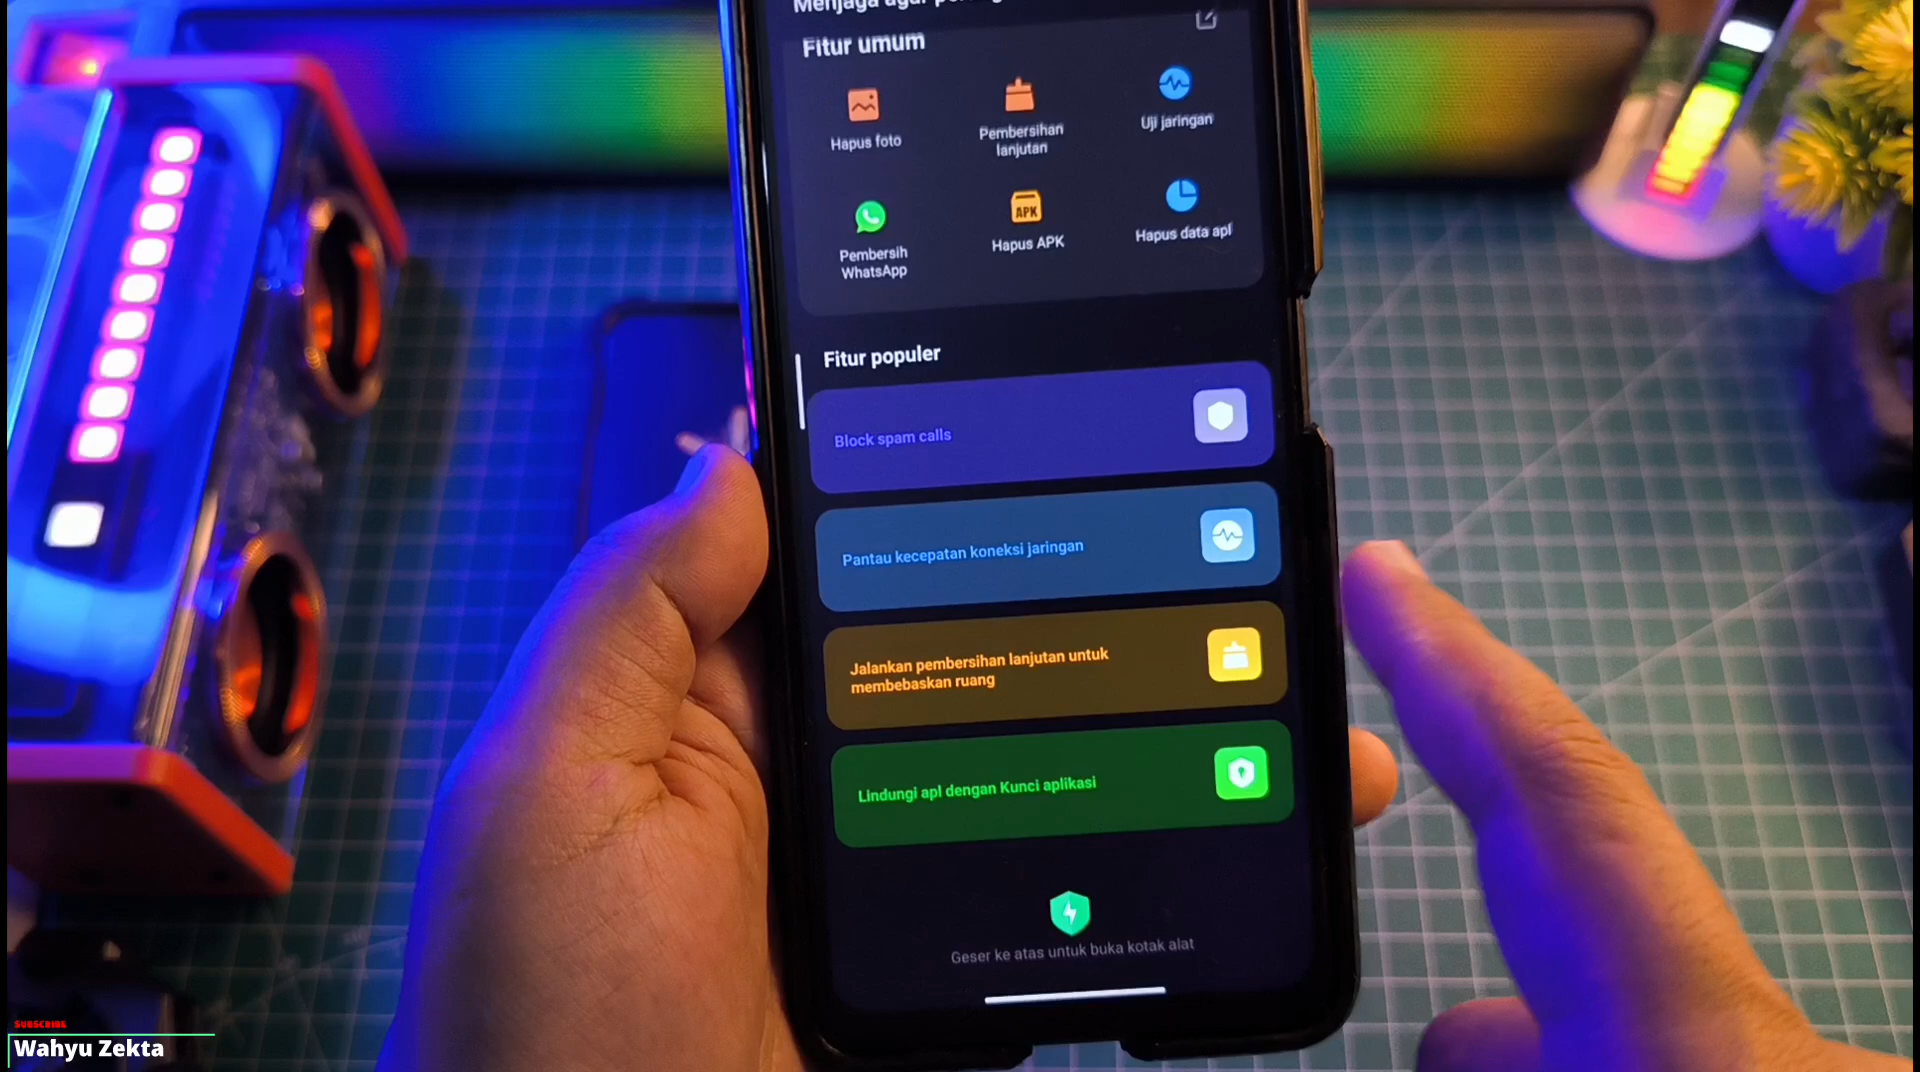 Menjaga agar
Fitur umum
Hapus foto
Pembersihan
lanjutan
Uji jaringan
Pembersih
WhatsApp
APK
Hapus APK
Hapus data apl
Fitur populer
Block spam calls
Pantau kecepatan koneksi jaringan
Jalankan pembersihan lanjutan untuk
membebaskan ruang
Lindungi apl dengan Kunci aplikasi
Geser ke atas untuk buka kotak alat
SUBSCRIBE
Wahyu Zekta